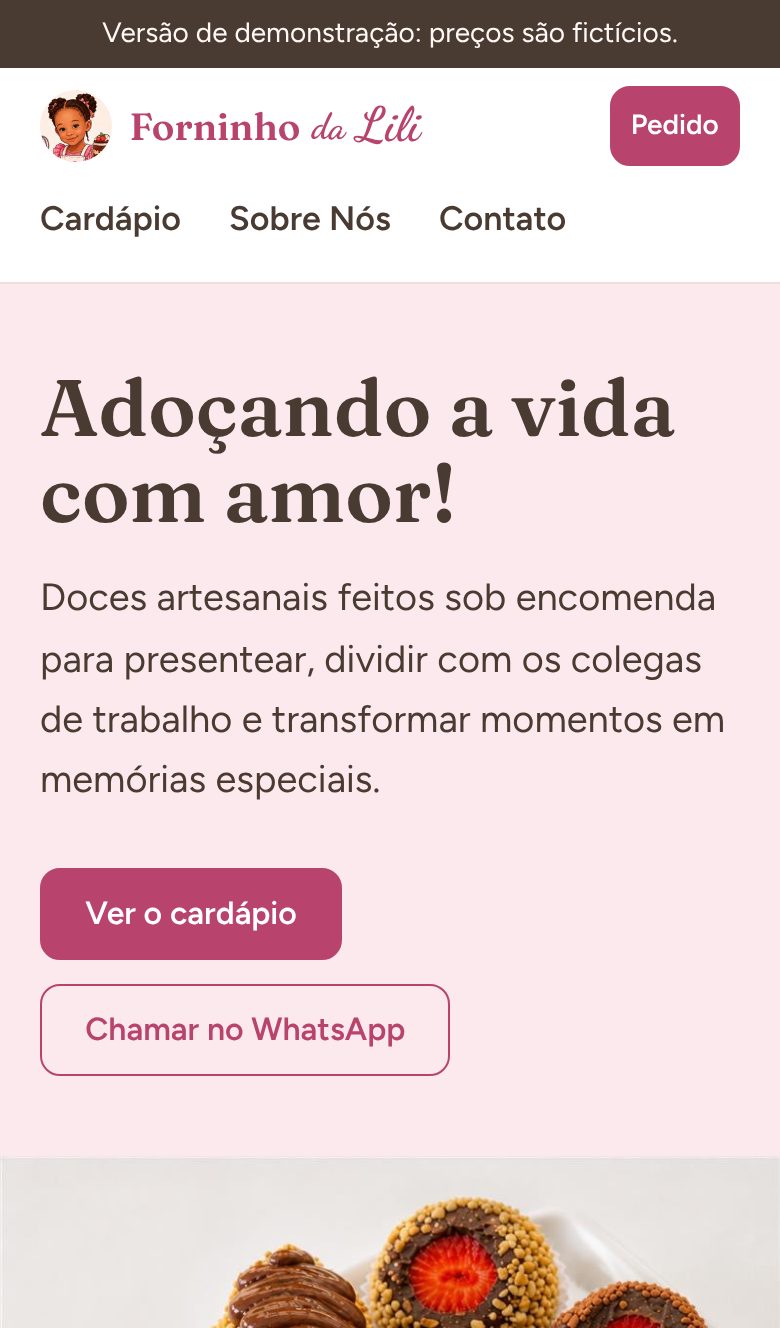 Versão de demonstração: preços são fictícios.
Forninho da Lili
Pedido
Cardápio Sobre Nós Contato
Adoçando a vida
com amor!
Doces artesanais feitos sob encomenda
para presentear, dividir com os colegas
de trabalho e transformar momentos em
memórias especiais.
Ver o cardápio
Chamar no WhatsApp